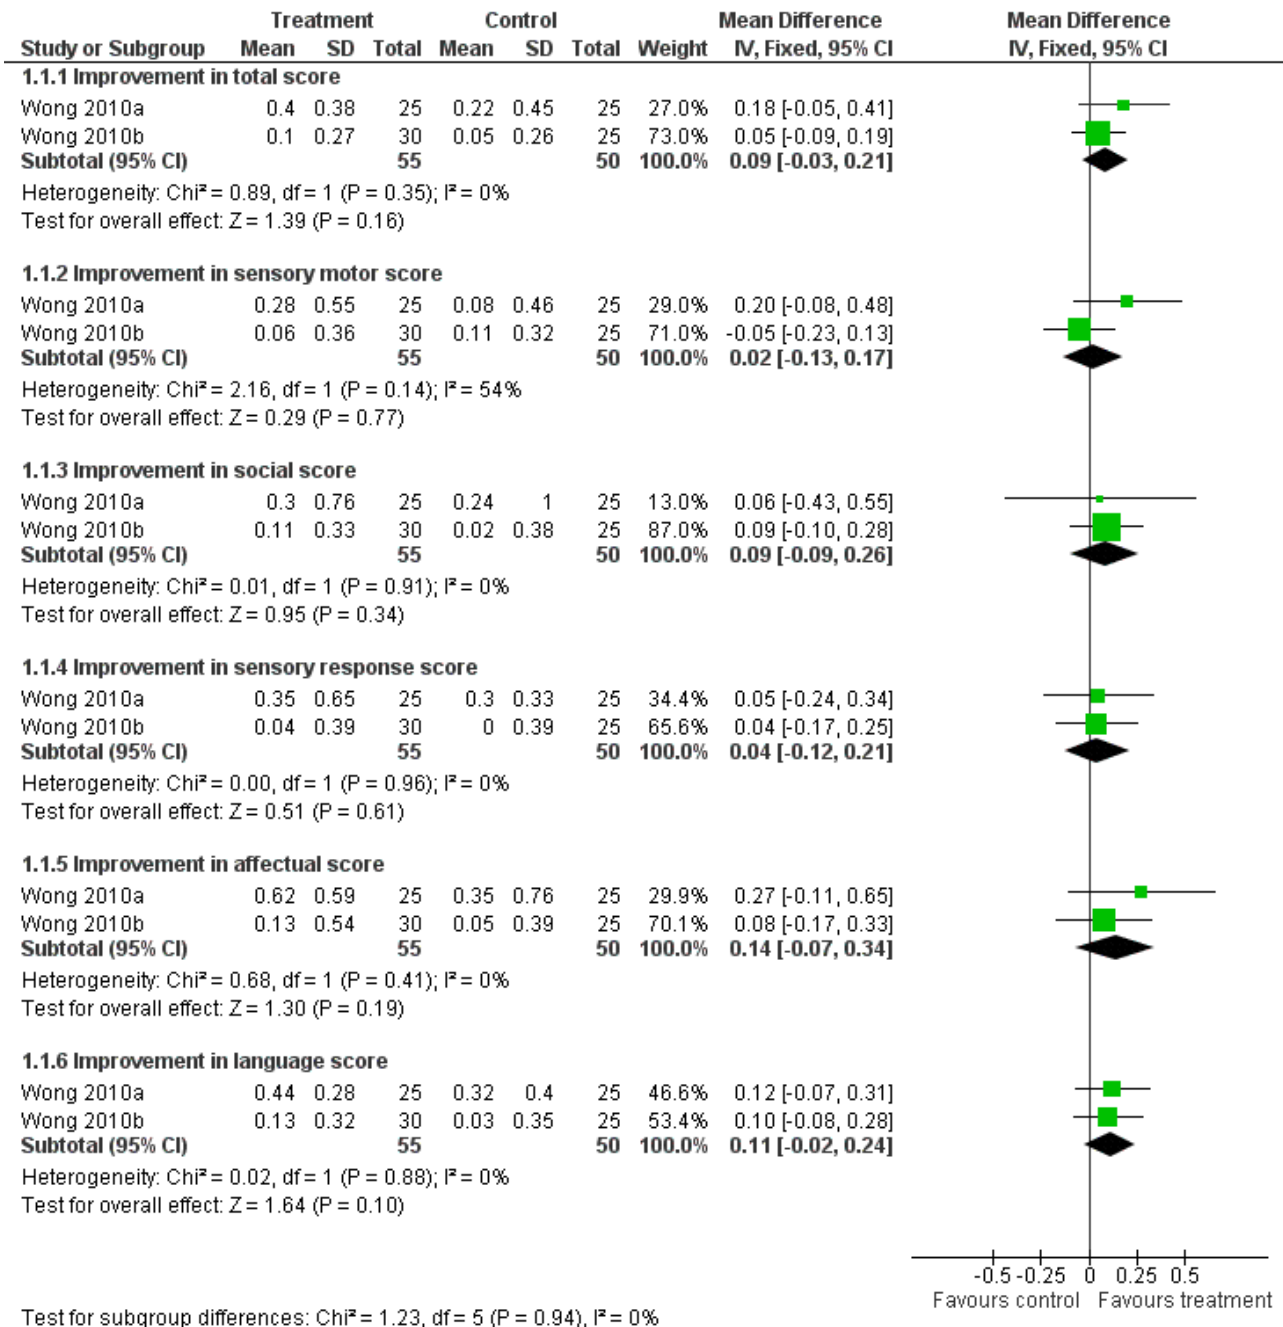 Treatment Control Mean Difference Mean Difference
Study or Subgroup Mean SD Total Mean SD Total Weight IV, Fixed, 95% CI IV, Fixed, 95% CI
1.1.1 Improvement in total score
Wong 2010a 0.4 0.38 25 0.22 0.45 25 27.0% 0.18 [-0.05, 0.41]
Wong 2010b 0.1 0.27 30 0.05 0.26 25 73.0% 0.05 [-0.09, 0.19]
Subtotal (95% CI) 55 50 100.0% 0.09 [-0.03, 0.21]
Heterogeneity: Chi² = 0.89, df = 1 (P = 0.35); I² = 0%
Test for overall effect: Z = 1.39 (P = 0.16)
1.1.2 Improvement in sensory motor score
Wong 2010a 0.28 0.55 25 0.08 0.46 25 29.0% 0.20 [-0.08, 0.48]
Wong 2010b 0.06 0.36 30 0.11 0.32 25 71.0% -0.05 [-0.23, 0.13]
Subtotal (95% CI) 55 50 100.0% 0.02 [-0.13, 0.17]
Heterogeneity: Chi² = 2.16, df = 1 (P = 0.14); I² = 54%
Test for overall effect: Z = 0.29 (P = 0.77)
1.1.3 Improvement in social score
Wong 2010a 0.3 0.76 25 0.24 1 25 13.0% 0.06 [-0.43, 0.55]
Wong 2010b 0.11 0.33 30 0.02 0.38 25 87.0% 0.09 [-0.10, 0.28]
Subtotal (95% CI) 55 50 100.0% 0.09 [-0.09, 0.26]
Heterogeneity: Chi² = 0.01, df = 1 (P = 0.91); I² = 0%
Test for overall effect: Z = 0.95 (P = 0.34)
1.1.4 Improvement in sensory response score
Wong 2010a 0.35 0.65 25 0.3 0.33 25 34.4% 0.05 [-0.24, 0.34]
Wong 2010b 0.04 0.39 30 0 0.39 25 65.6% 0.04 [-0.17, 0.25]
Subtotal (95% CI) 55 50 100.0% 0.04 [-0.12, 0.21]
Heterogeneity: Chi² = 0.00, df = 1 (P = 0.96); I² = 0%
Test for overall effect: Z = 0.51 (P = 0.61)
1.1.5 Improvement in affectual score
Wong 2010a 0.62 0.59 25 0.35 0.76 25 29.9% 0.27 [-0.11, 0.65]
Wong 2010b 0.13 0.54 30 0.05 0.39 25 70.1% 0.08 [-0.17, 0.33]
Subtotal (95% CI) 55 50 100.0% 0.14 [-0.07, 0.34]
Heterogeneity: Chi² = 0.68, df = 1 (P = 0.41); I² = 0%
Test for overall effect: Z = 1.30 (P = 0.19)
1.1.6 Improvement in language score
Wong 2010a 0.44 0.28 25 0.32 0.4 25 46.6% 0.12 [-0.07, 0.31]
Wong 2010b 0.13 0.32 30 0.03 0.35 25 53.4% 0.10 [-0.08, 0.28]
Subtotal (95% CI) 55 50 100.0% 0.11 [-0.02, 0.24]
Heterogeneity: Chi² = 0.02, df = 1 (P = 0.88); I² = 0%
Test for overall effect: Z = 1.64 (P = 0.10)
-0.5 -0.25 0 0.25 0.5
Favours control Favours treatment
Test for subgroup differences: Chi² = 1.23, df = 5 (P = 0.94), I² = 0%